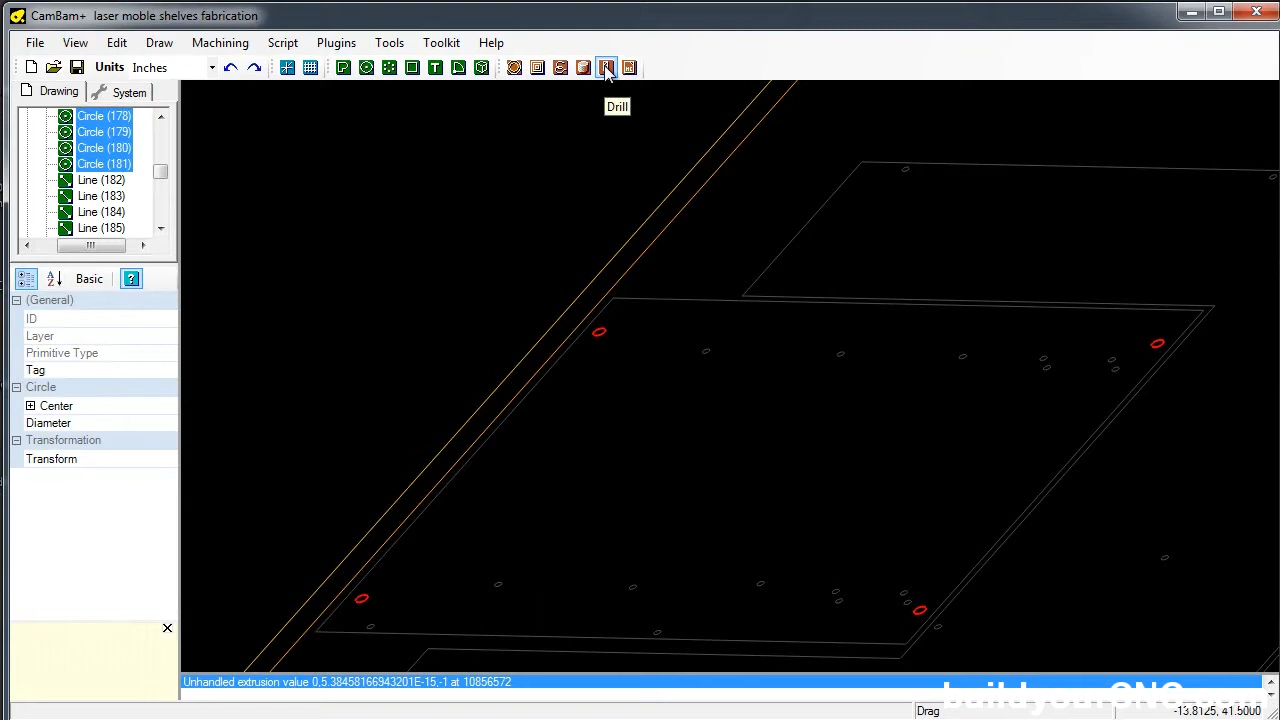 CamBam+ laser moble shelves fabrication
File View Edit Draw Machining Script Plugins Tools Toolkit Help
Units Inches
Drawing System
Drill
Circle (178)
Circle (179)
Circle (180)
Circle (181)
Line (182)
Line (183)
Line (184)
Line (185)
Basic
(General)
ID
Layer
Primitive Type
Tag
Circle
Center
Diameter
Transformation
Transform
Unhandled extrusion value 0,5.38458166943201E-15,-1 at 10856572
buildyourCNC.com
Drag -13.8125, 41.5000